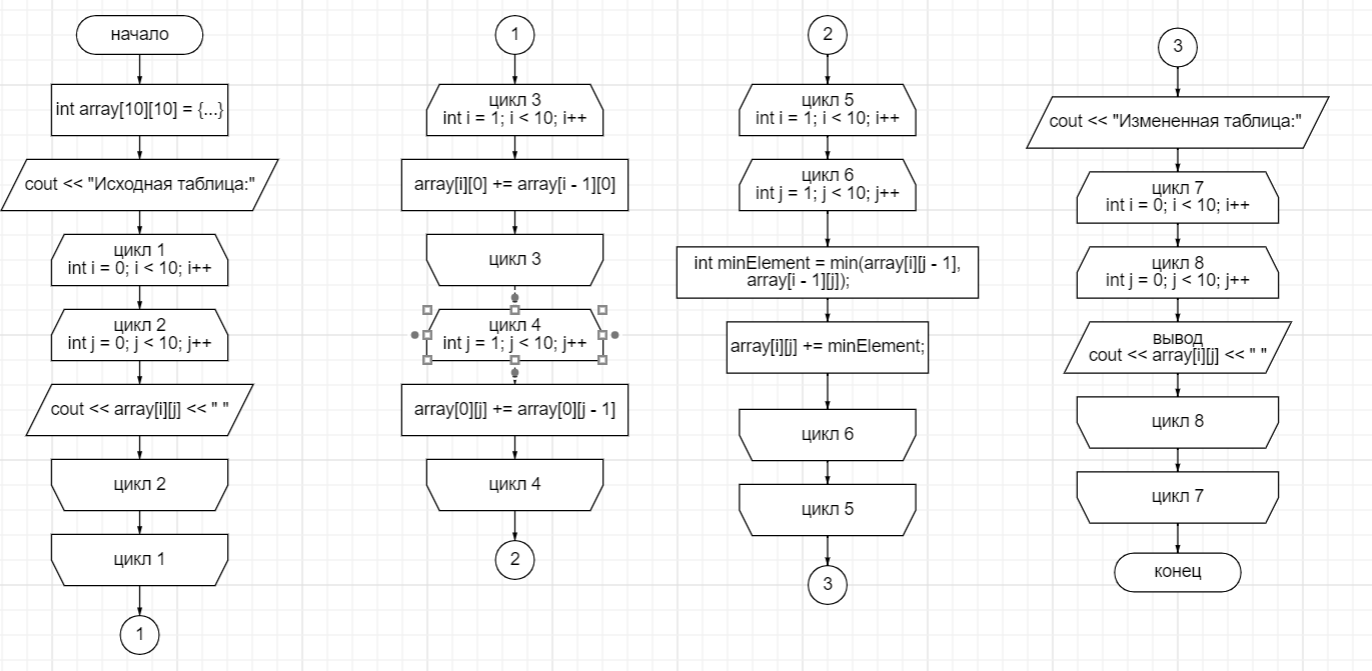 начало
int array[10][10] = {...}
cout << "Исходная таблица:"
цикл 1
int i = 0; i < 10; i++
цикл 2
int j = 0; j < 10; j++
cout << array[i][j] << " "
цикл 2
цикл 1
1
1
цикл 3
int i = 1; i < 10; i++
array[i][0] += array[i - 1][0]
цикл 3
цикл 4
int j = 1; j < 10; j++
array[0][j] += array[0][j - 1]
цикл 4
2
2
цикл 5
int i = 1; i < 10; i++
цикл 6
int j = 1; j < 10; j++
int minElement = min(array[i][j - 1],
array[i - 1][j]);
array[i][j] += minElement;
цикл 6
цикл 5
3
3
cout << "Измененная таблица:"
цикл 7
int i = 0; i < 10; i++
цикл 8
int j = 0; j < 10; j++
вывод
cout << array[i][j] << " "
цикл 8
цикл 7
конец